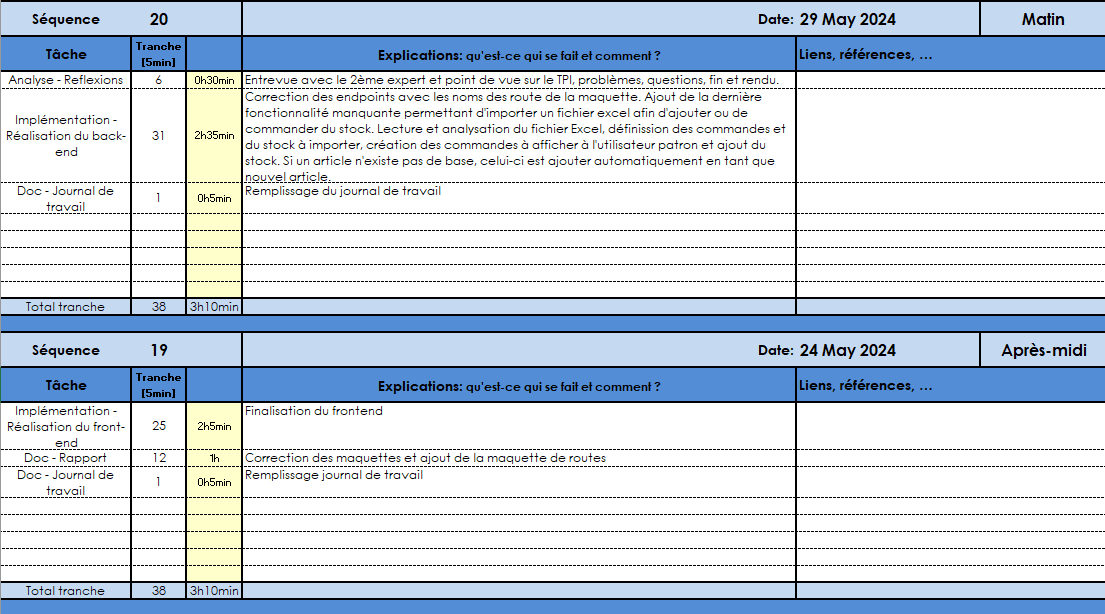 Séquence 20 Date: 29 May 2024 Matin
Tâche Tranche [5min] Explications: qu'est-ce qui se fait et comment ? Liens, références, ...
Analyse - Reflexions 6 0h30min Entrevue avec le 2ème expert et point de vue sur le TPI, problèmes, questions, fin et rendu.
Implémentation -
Réalisation du back-
end
31 2h35min
Correction des endpoints avec les noms des route de la maquette. Ajout de la dernière
fonctionnalité manquante permettant d'importer un fichier excel afin d'ajouter ou de
commander du stock. Lecture et analysation du fichier Excel, définission des commandes et
du stock à importer, création des commandes à afficher à l'utilisateur patron et ajout du
stock. Si un article n'existe pas de base, celui-ci est ajouter automatiquement en tant que
nouvel article.
Doc - Journal de
travail
1 0h5min Remplissage du journal de travail
Total tranche 38 3h10min
Séquence 19 Date: 24 May 2024 Après-midi
Tâche Tranche [5min] Explications: qu'est-ce qui se fait et comment ? Liens, références, ...
Implémentation -
Réalisation du front-
end
25 2h5min Finalisation du frontend
Doc - Rapport 12 1h Correction des maquettes et ajout de la maquette de routes
Doc - Journal de
travail
1 0h5min Remplissage journal de travail
Total tranche 38 3h10min